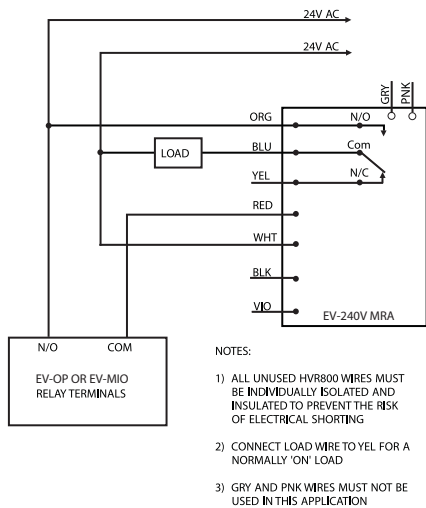 24V AC
24V AC
GRY
PNK
ORG
N/O
BLU
Com
LOAD
YEL
N/C
RED
WHT
BLK
VIO
EV-240V MRA
N/O
COM
EV-OP OR EV-MIO
RELAY TERMINALS
NOTES:
1) ALL UNUSED HVR800 WIRES MUST
BE INDIVIDUALLY ISOLATED AND
INSULATED TO PREVENT THE RISK
OF ELECTRICAL SHORTING
2) CONNECT LOAD WIRE TO YEL FOR A
NORMALLY 'ON' LOAD
3) GRY AND PNK WIRES MUST NOT BE
USED IN THIS APPLICATION